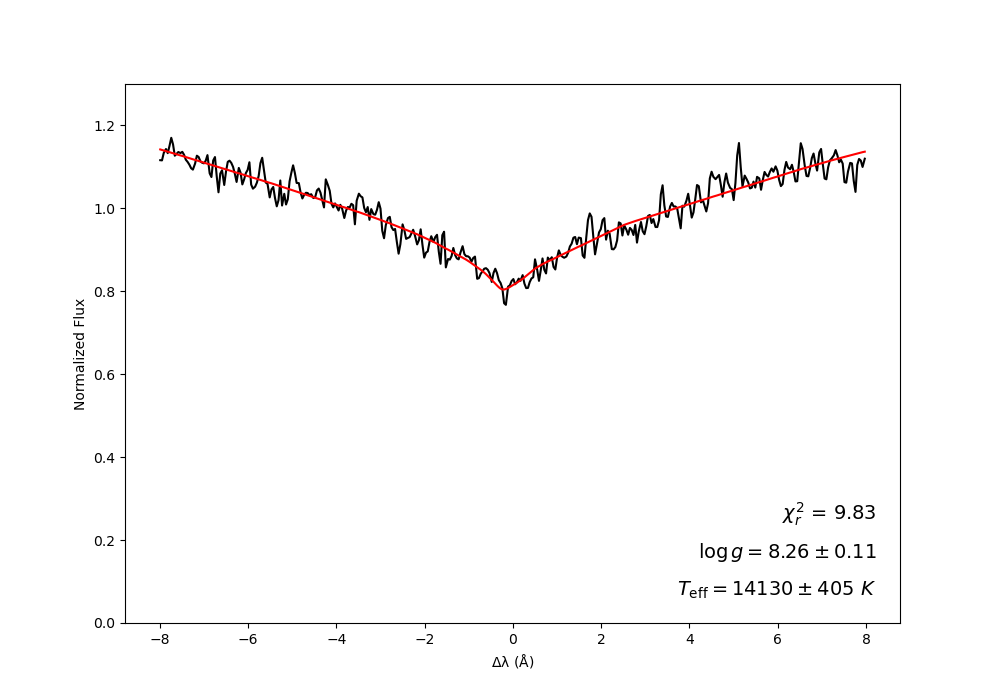 1.2
1.0
0.8
0.6
0.4
0.2
0.0
Normalized Flux
χ²ᵣ = 9.83
log g = 8.26 ± 0.11
T_eff = 14130 ± 405 K
−8 −6 −4 −2 0 2 4 6 8
Δλ (Å)